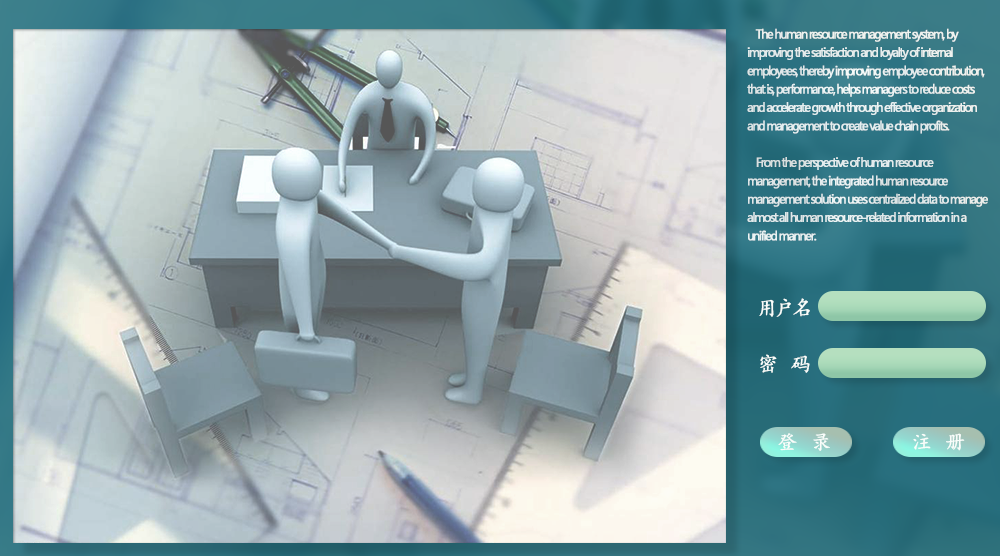 The human resource management system, by
improving the satisfaction and loyalty of internal
employees, thereby improving employee contribution,
that is, performance, helps managers to reduce costs
and accelerate growth through effective organization
and management to create value chain profits.
From the perspective of human resource
management, the integrated human resource
management solution uses centralized data to manage
almost all human resource-related information in a
unified manner.
用户名
密 码
登 录 注 册